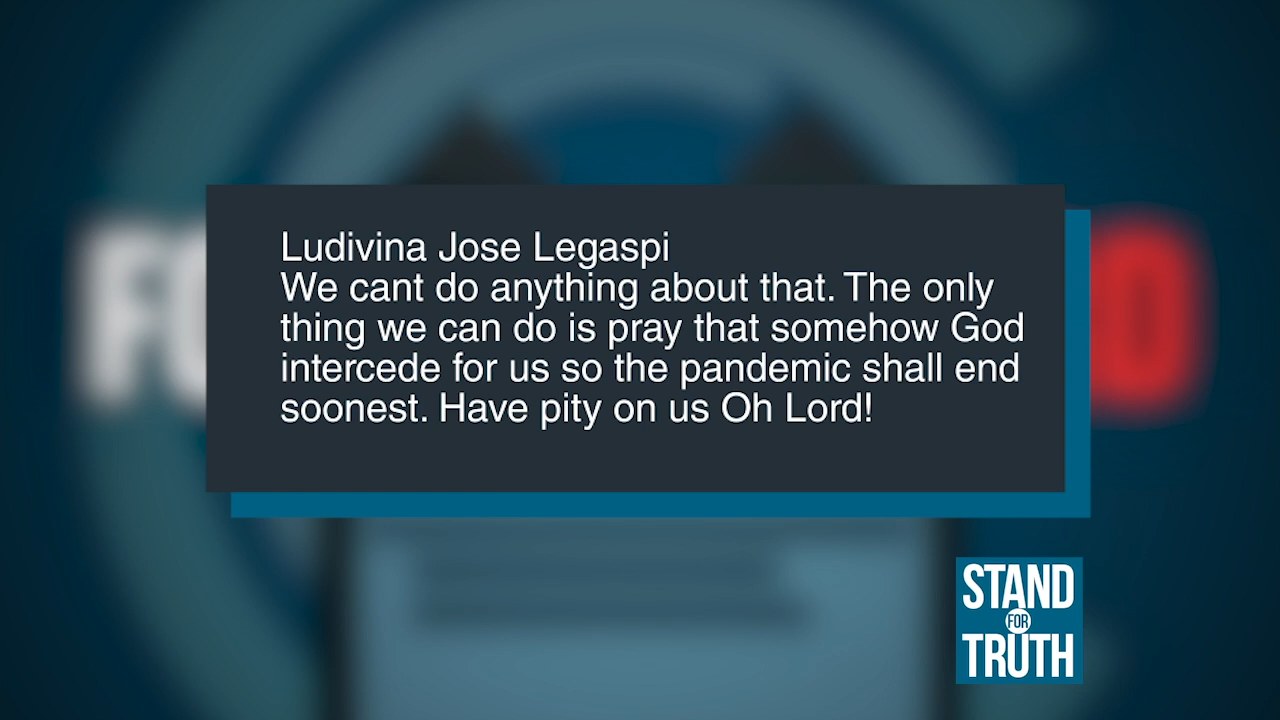 Ludivina Jose Legaspi
We cant do anything about that. The only
thing we can do is pray that somehow God
intercede for us so the pandemic shall end
soonest. Have pity on us Oh Lord!
STAND
FOR
TRUTH